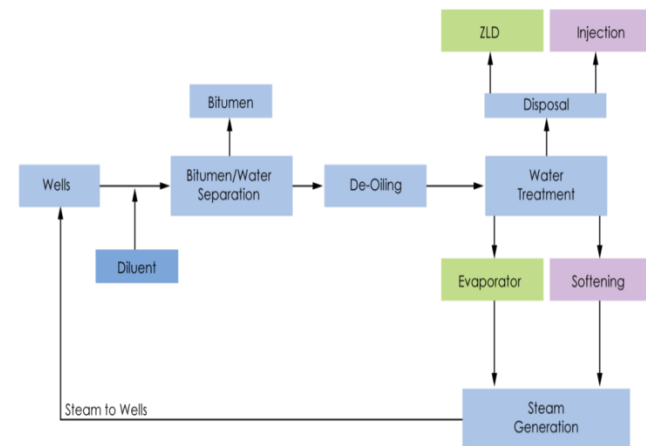 ZLD
Injection
Bitumen
Disposal
Wells
Bitumen/Water
Separation
De-Oiling
Water
Treatment
Diluent
Evaporator
Softening
Steam to Wells
Steam
Generation